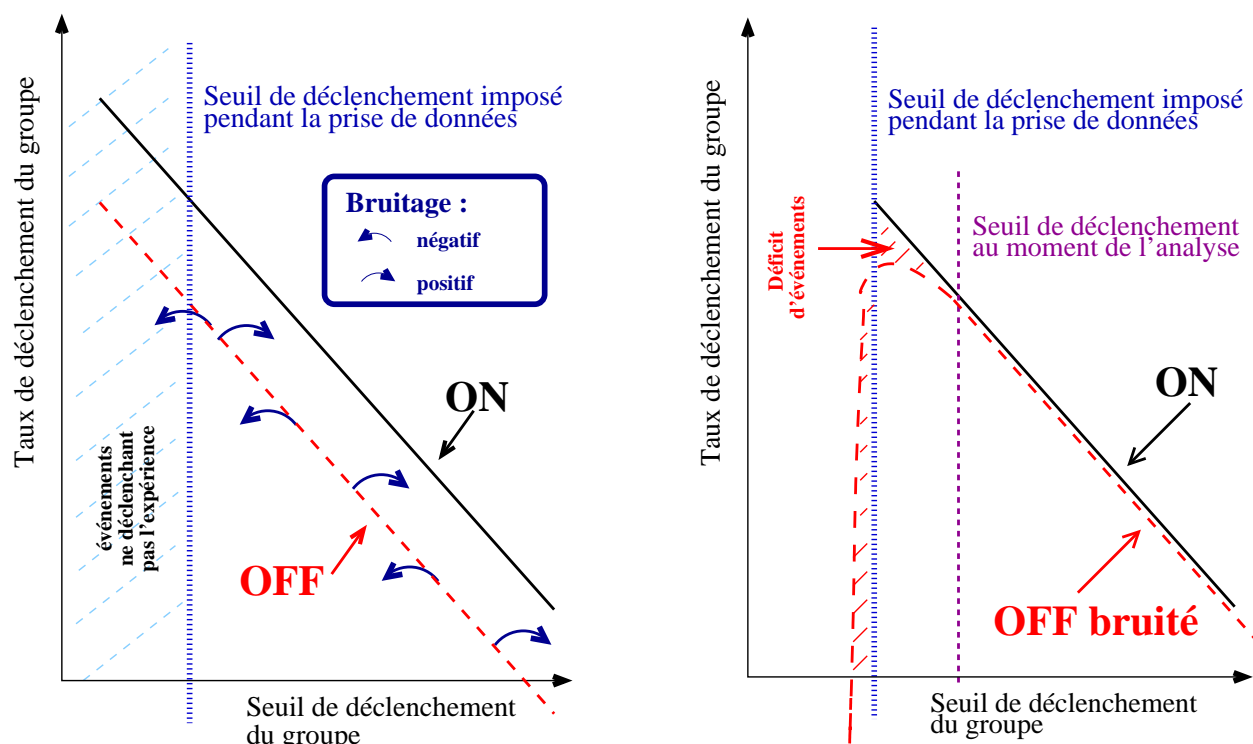 Taux de déclenchement du groupe
Seuil de déclenchement imposé
pendant la prise de données
Bruitage :
négatif
positif
ON
événements
ne déclenchant
pas l'expérience
OFF
Seuil de déclenchement
du groupe
Taux de déclenchement du groupe
Seuil de déclenchement imposé
pendant la prise de données
Déficit
d'événements
Seuil de déclenchement
au moment de l'analyse
ON
OFF bruité
Seuil de déclenchement
du groupe